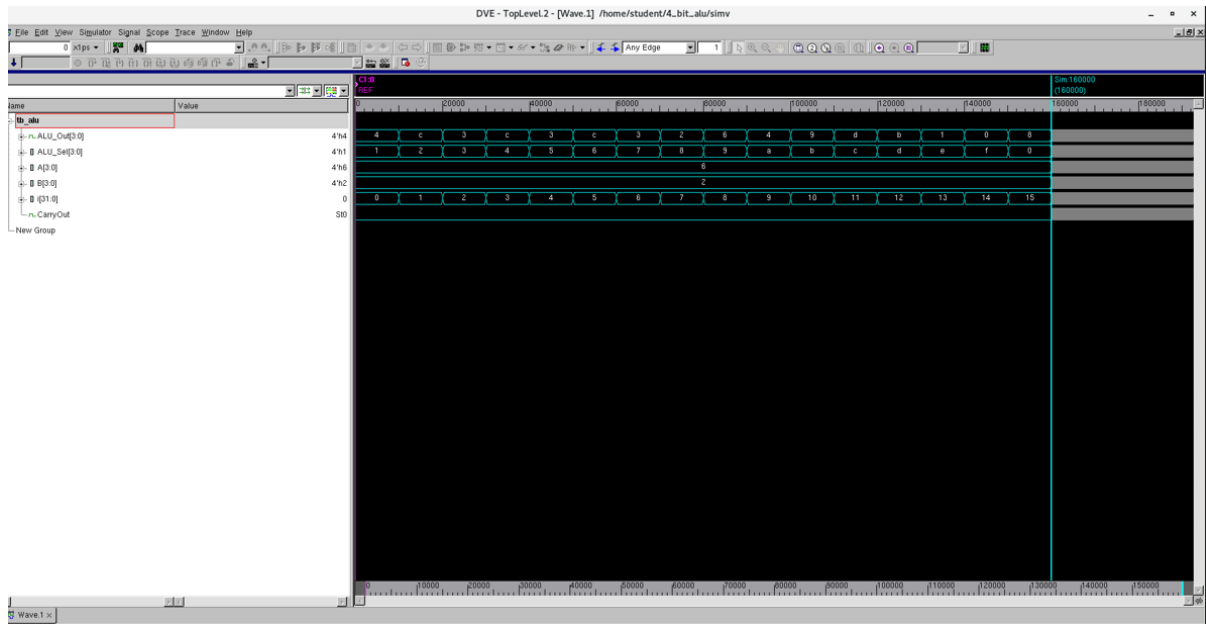 DVE - TopLevel.2 - [Wave.1] /home/student/4_bit_alu/simv
File Edit View Simulator Signal Scope Trace Window Help
0 x1ps Any Edge 1
C1:0
REF
Sim:160000
(160000)
Name Value
0 20000 40000 60000 80000 100000 120000 140000 160000 180000
tb_alu
ALU_Out[3:0] 4'h4 4 c 3 c 3 c 3 2 6 4 9 d b 1 0 8
ALU_Sel[3:0] 4'h1 1 2 3 4 5 6 7 8 9 a b c d e f 0
A[3:0] 4'h6 6
B[3:0] 4'h2 2
i[31:0] 0 0 1 2 3 4 5 6 7 8 9 10 11 12 13 14 15
CarryOut St0
New Group
0 10000 20000 30000 40000 50000 60000 70000 80000 90000 100000 110000 120000 130000 140000 150000
Wave.1